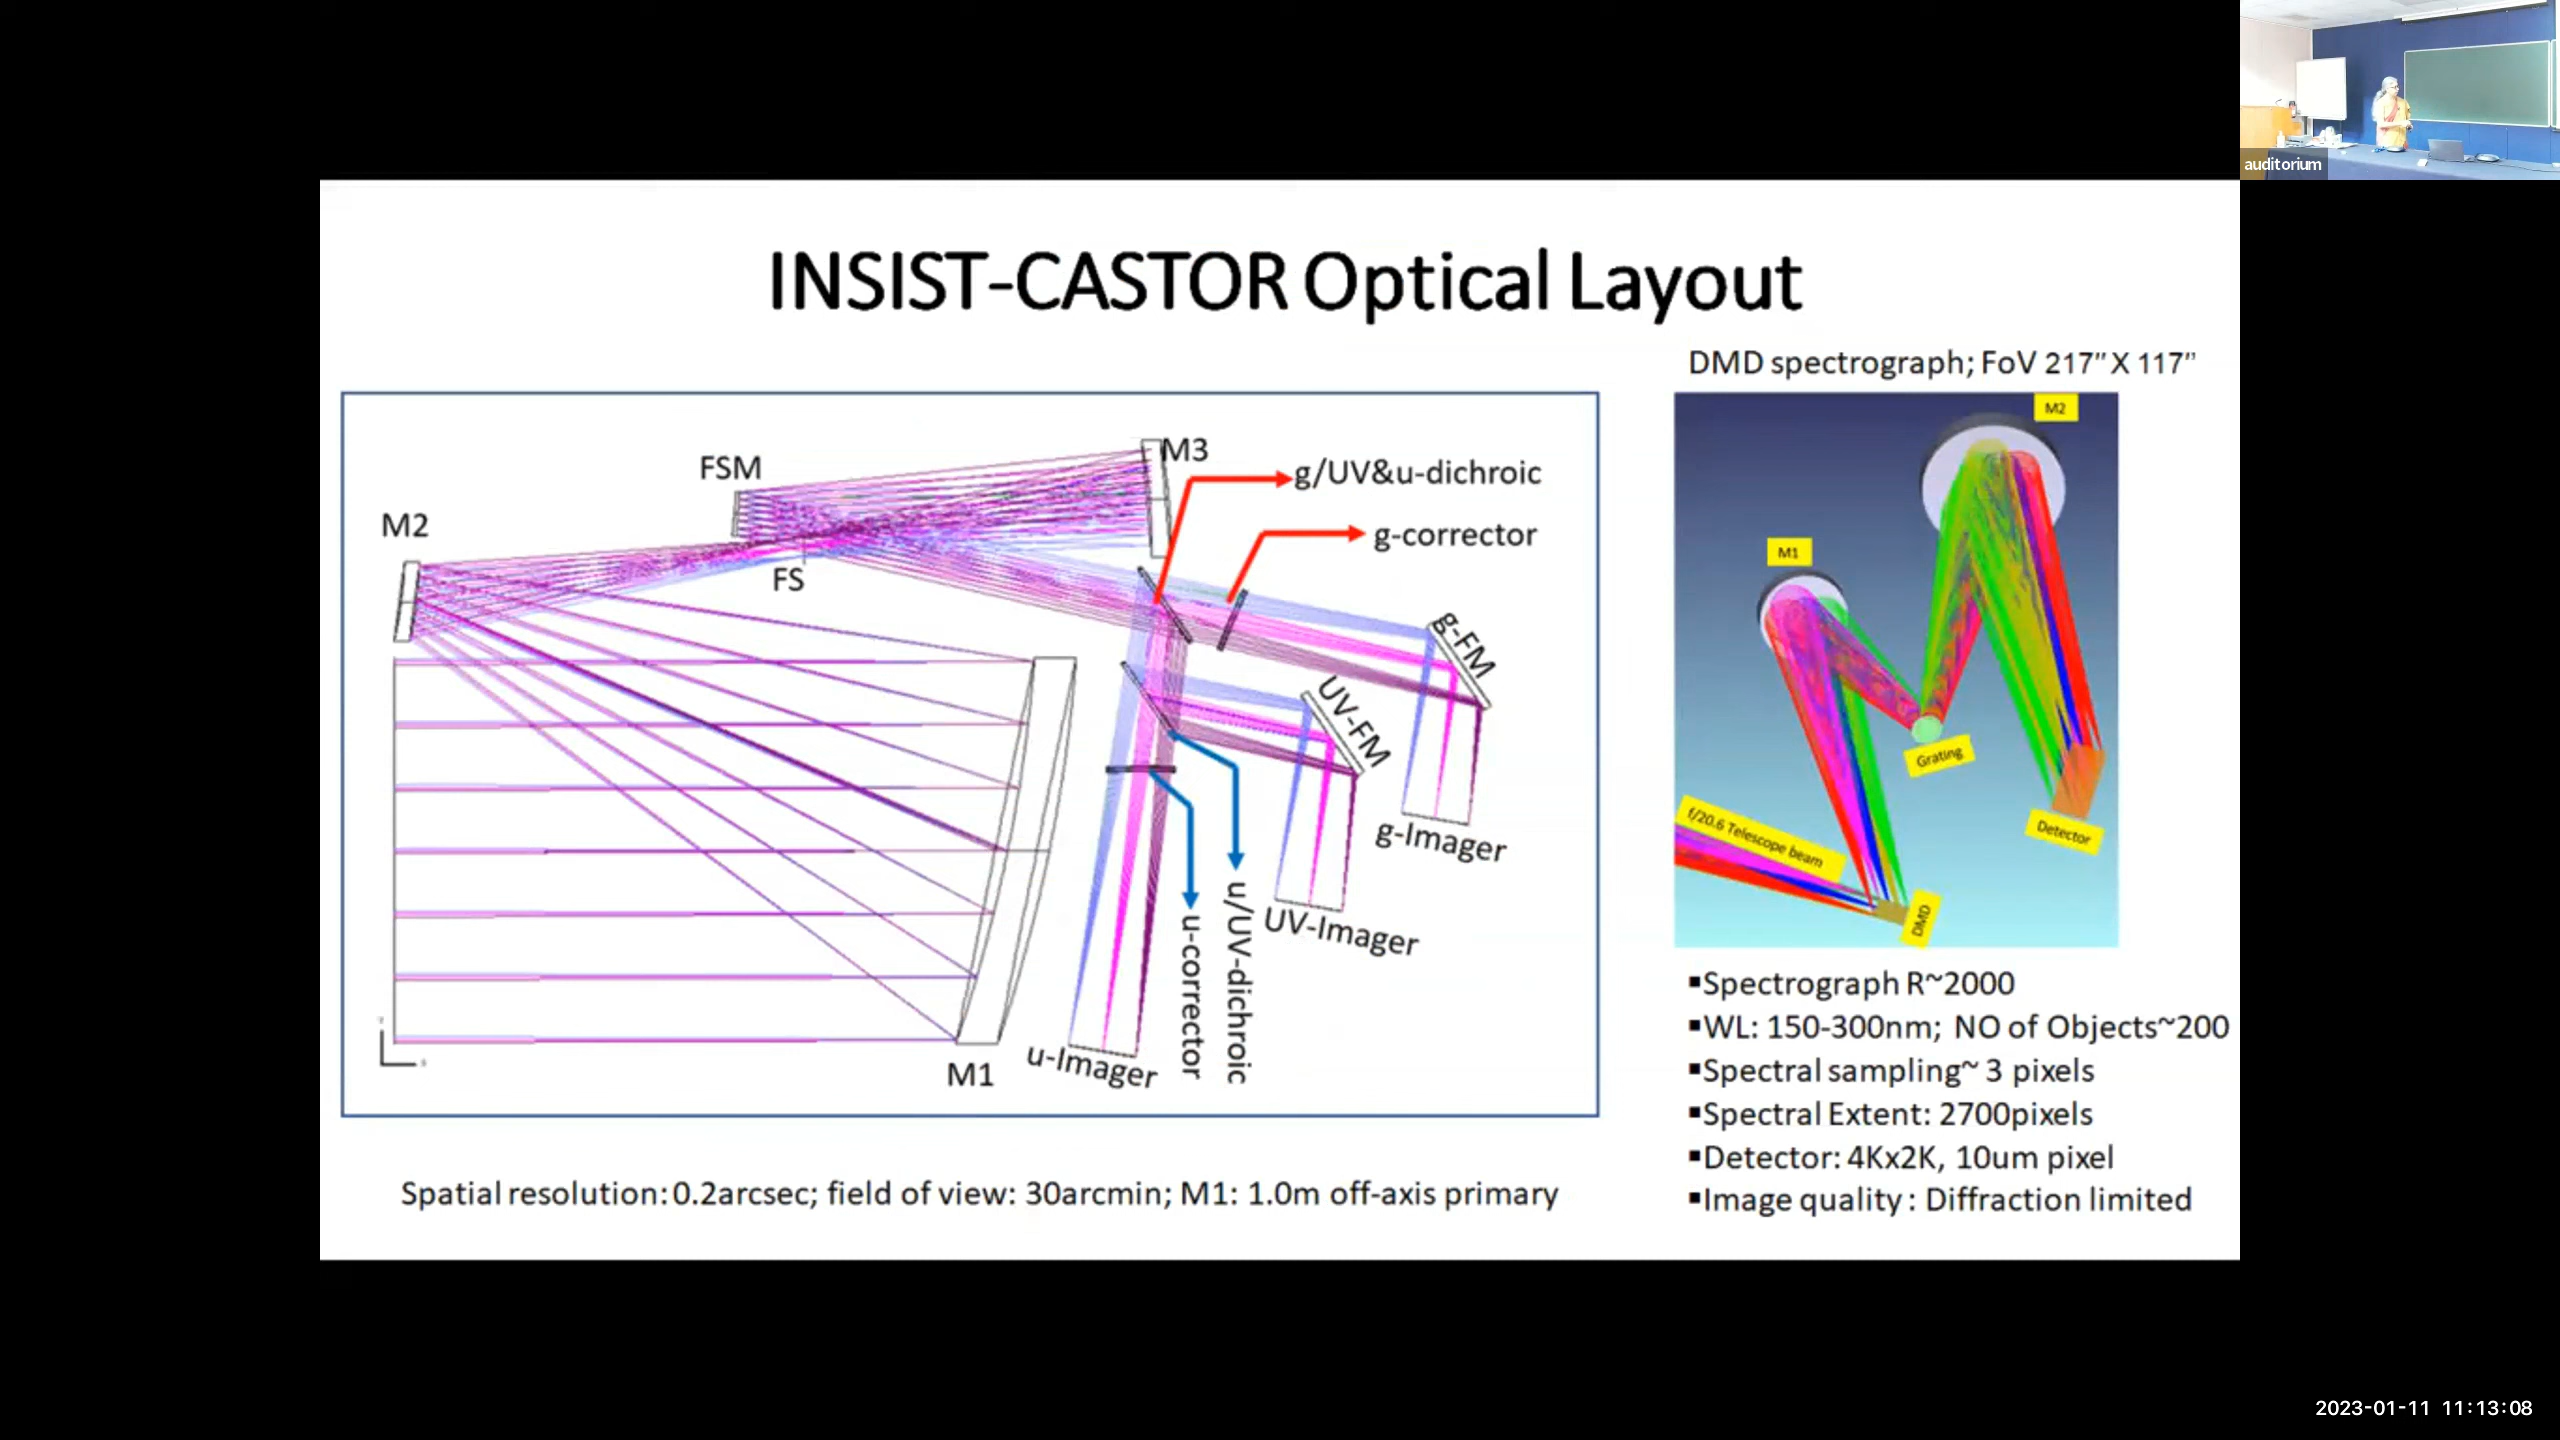 auditorium
INSIST-CASTOR Optical Layout
DMD spectrograph; FoV 217" X 117"
M2
FSM
FS
M3
g/UV&u-dichroic
g-corrector
g-FM
UV-FM
g-Imager
UV-Imager
u/UV-dichroic
u-corrector
u-Imager
M1
M2
M1
Grating
Detector
f/20.6 Telescope beam
DMD
▪Spectrograph R~2000
▪WL: 150-300nm; NO of Objects~200
▪Spectral sampling~ 3 pixels
▪Spectral Extent: 2700pixels
▪Detector: 4Kx2K, 10um pixel
▪Image quality : Diffraction limited
Spatial resolution: 0.2arcsec; field of view: 30arcmin; M1: 1.0m off-axis primary
2023-01-11 11:13:08